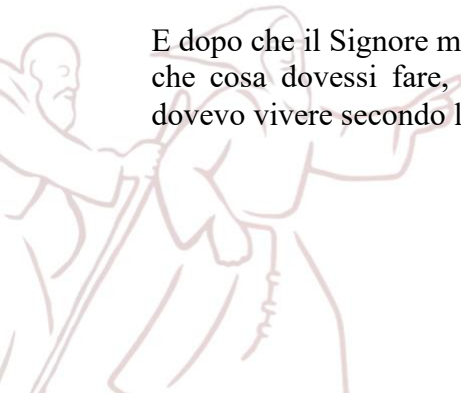 E dopo che il Signore m
che cosa dovessi fare,
dovevo vivere secondo l